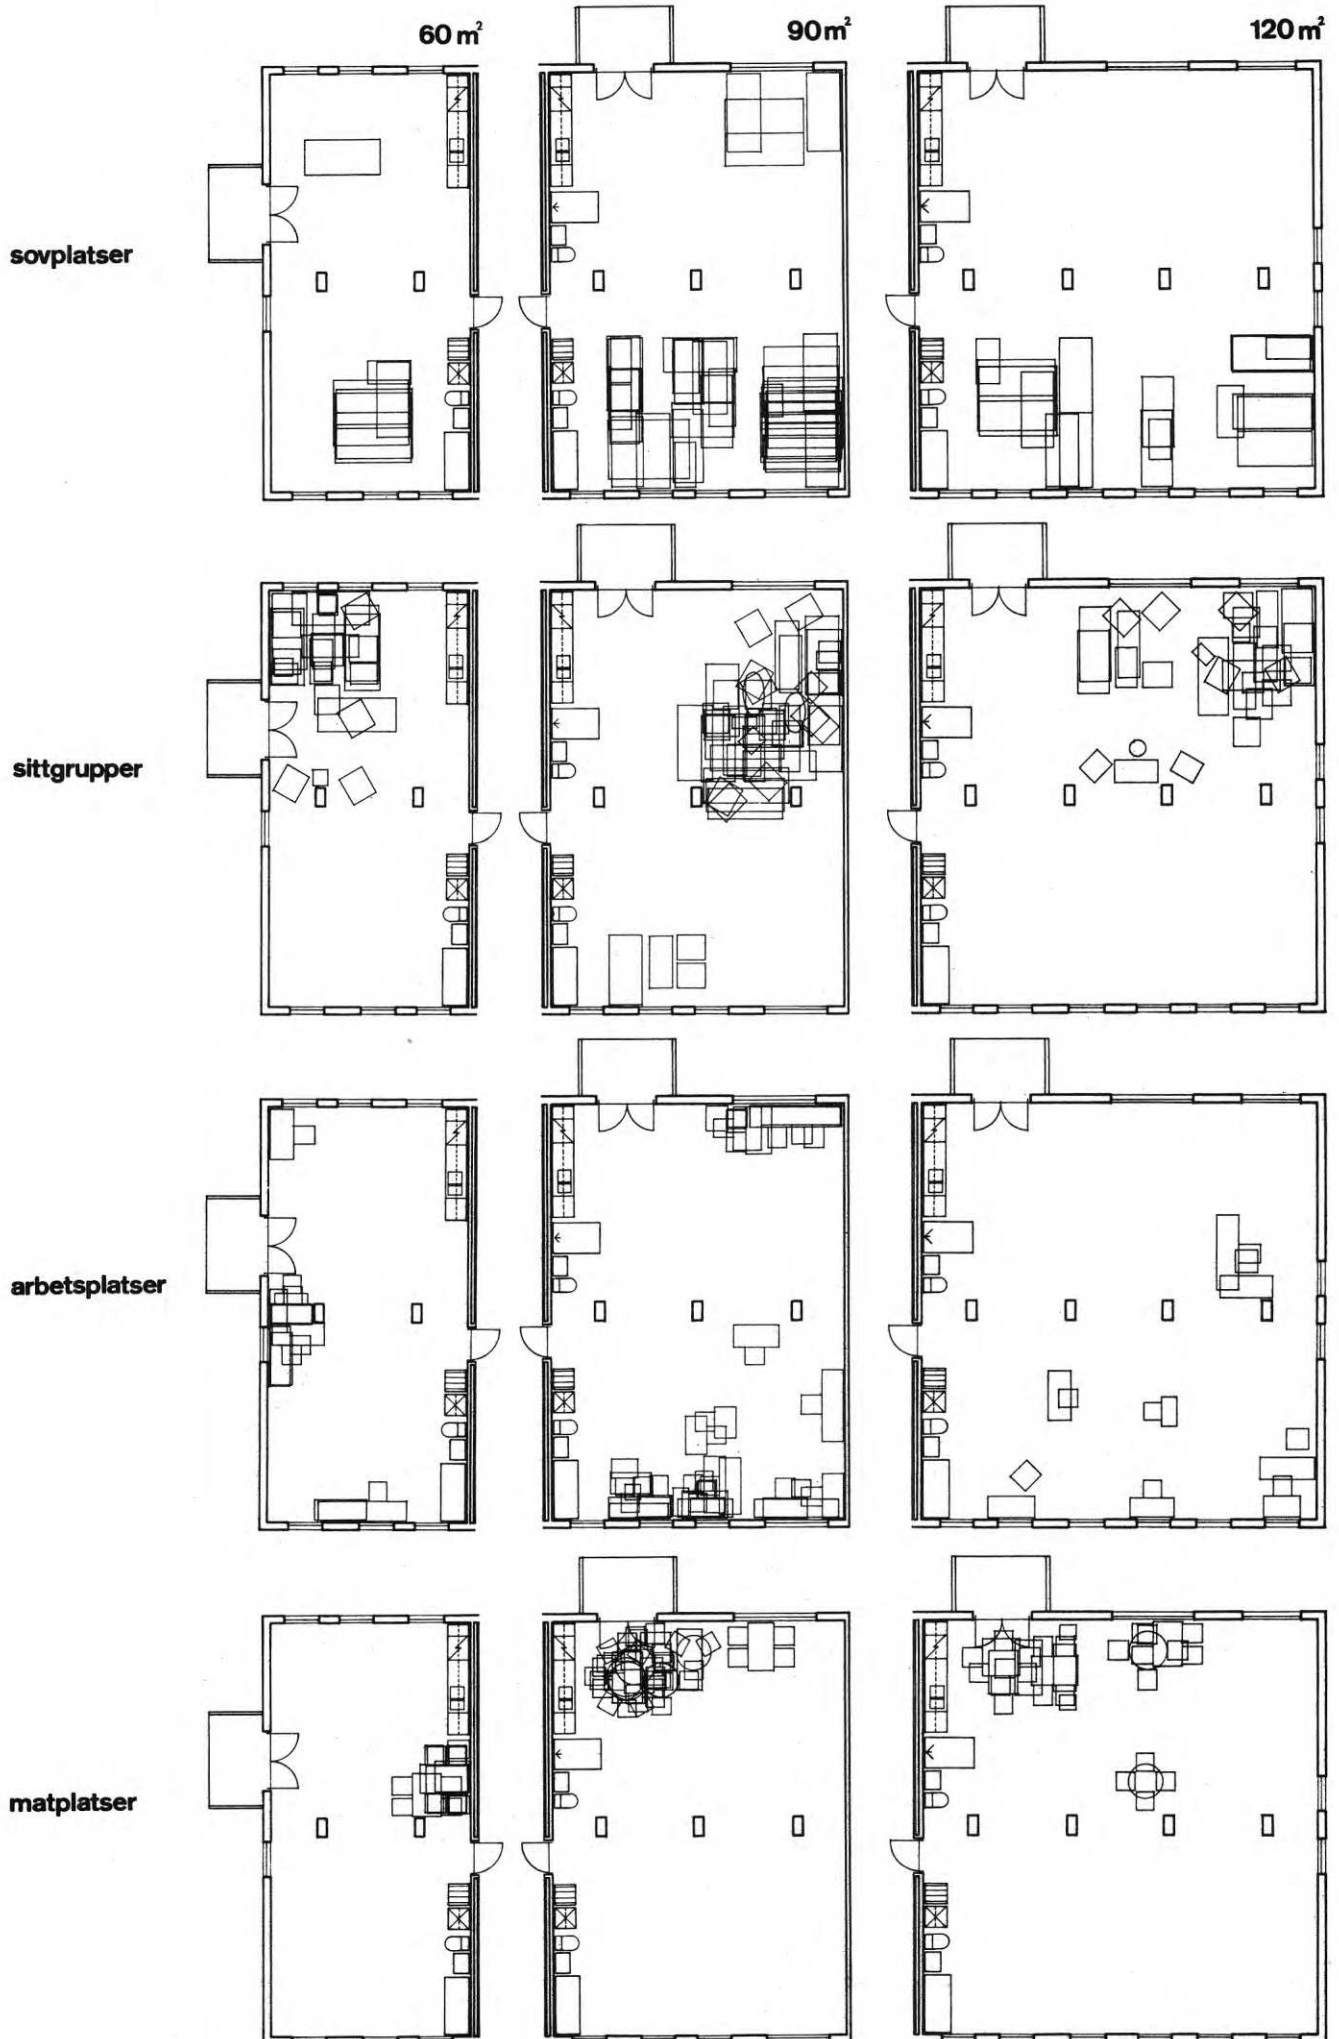 60 m² 90 m² 120 m²
sovplatser
sittgrupper
arbetsplatser
matplatser